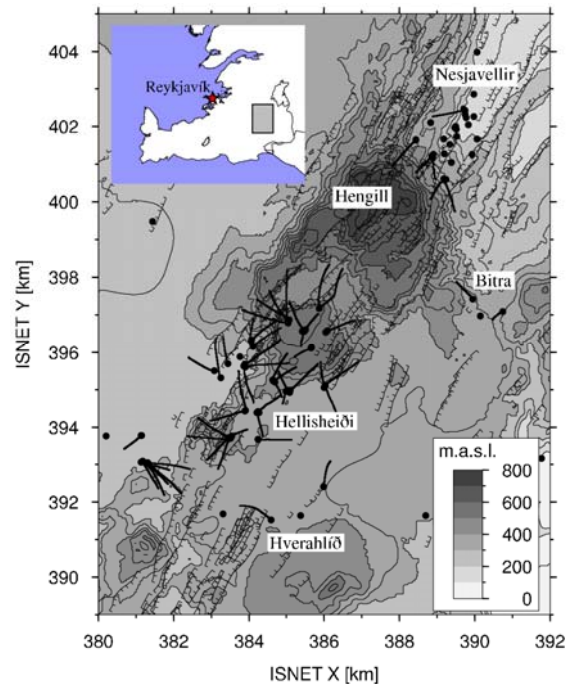 Reykjavík
Nesjavellir
Hengill
Bitra
Hellisheiði
Hverahlíð
m.a.s.l.
800
600
400
200
0
405
404
402
400
398
396
394
392
390
380
382
384
386
388
390
392
ISNET X [km]
ISNET Y [km]